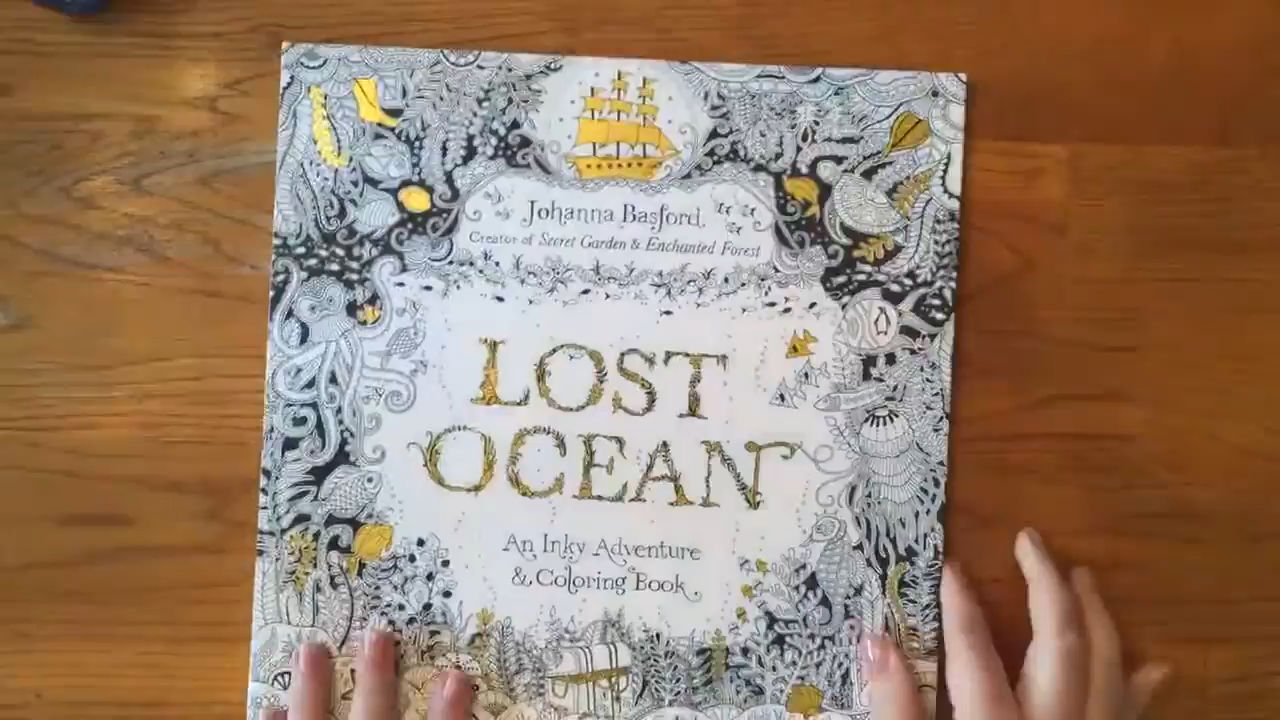 Johanna Basford
Creator of Secret Garden & Enchanted Forest
LOST
OCEAN
An Inky Adventure
& Coloring Book